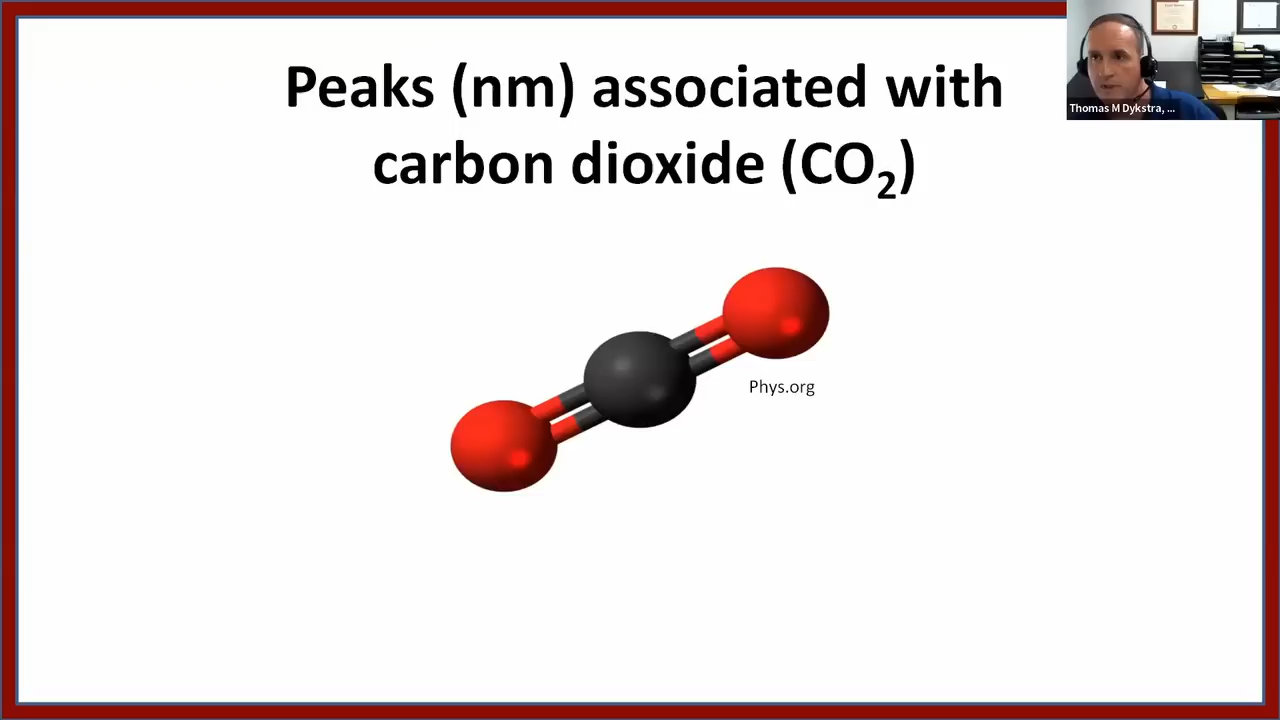 Peaks (nm) associated with
carbon dioxide (CO₂)
Thomas M Dykstra, ...
Phys.org